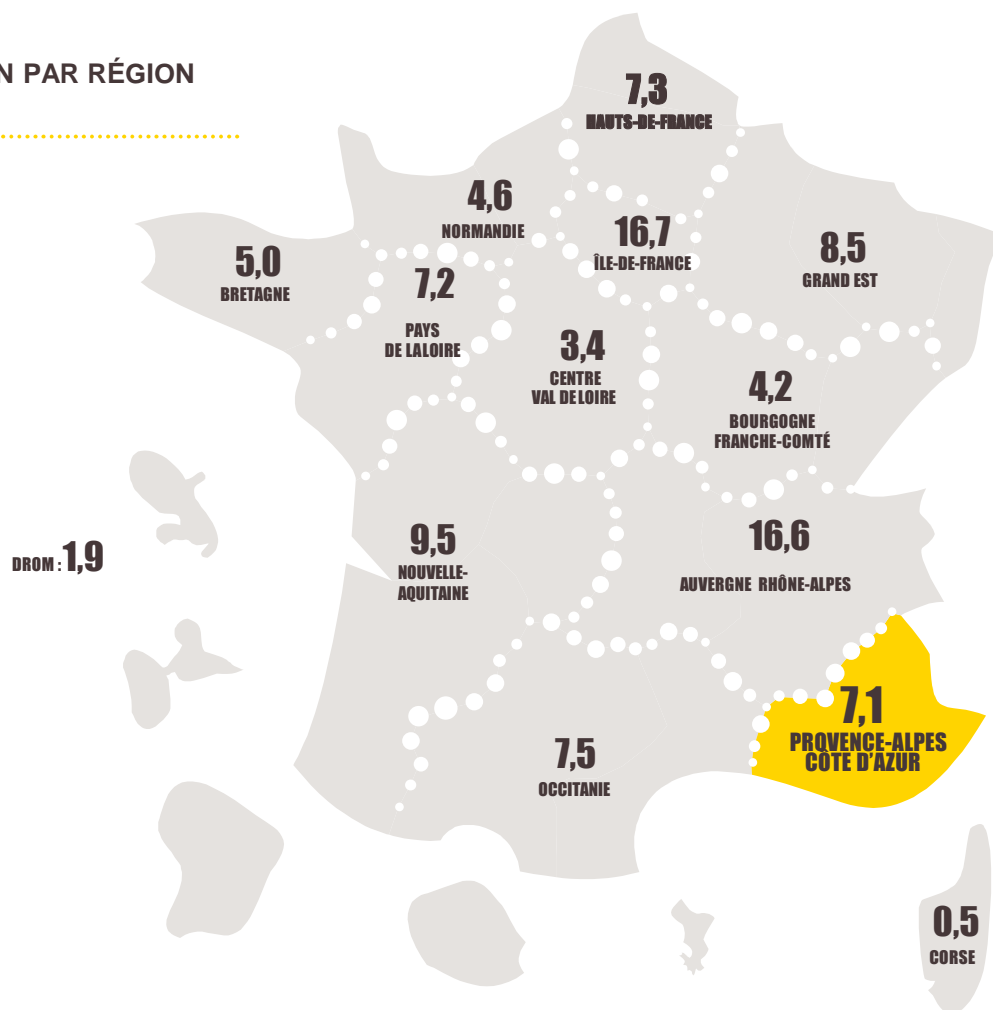 N PAR RÉGION
7,3
HAUTS-DE-FRANCE
4,6
NORMANDIE
16,7
ÎLE-DE-FRANCE
8,5
GRAND EST
5,0
BRETAGNE
7,2
PAYS
DE LALOIRE
3,4
CENTRE
VAL DE LOIRE
4,2
BOURGOGNE
FRANCHE-COMTÉ
DROM : 1,9
9,5
NOUVELLE-
AQUITAINE
16,6
AUVERGNE RHÔNE-ALPES
7,1
PROVENCE-ALPES
CÔTE D'AZUR
7,5
OCCITANIE
0,5
CORSE